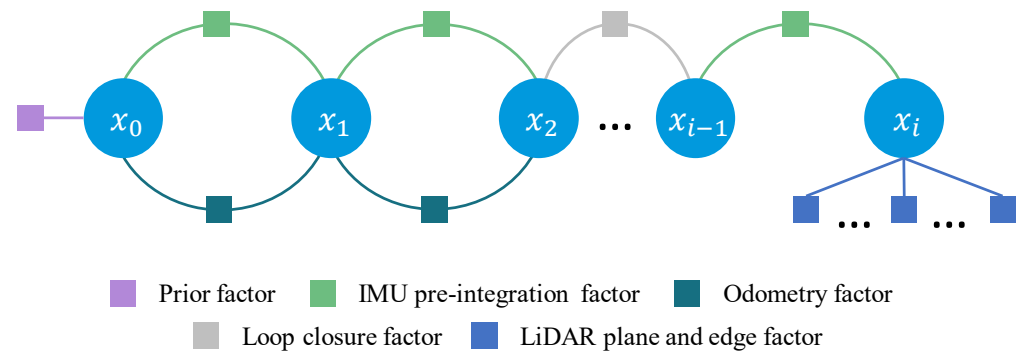 x₀ x₁ x₂ ... xᵢ₋₁ xᵢ
... ...
Prior factor IMU pre-integration factor Odometry factor
Loop closure factor LiDAR plane and edge factor